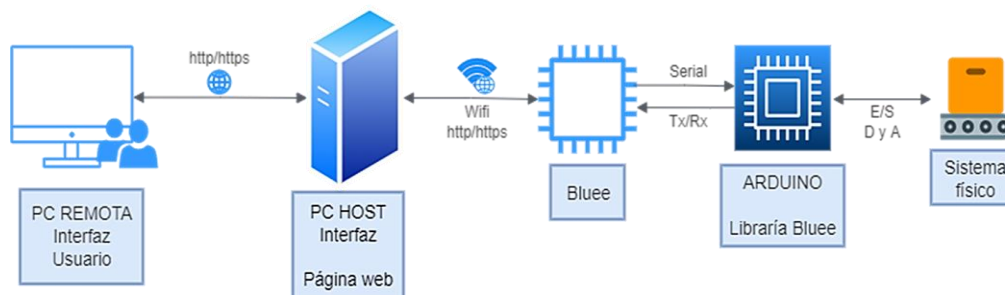 http/https
Wifi
http/https
Serial
Tx/Rx
E/S
D y A
PC REMOTA
Interfaz
Usuario
PC HOST
Interfaz
Página web
Bluee
ARDUINO
Libraría Bluee
Sistema
físico